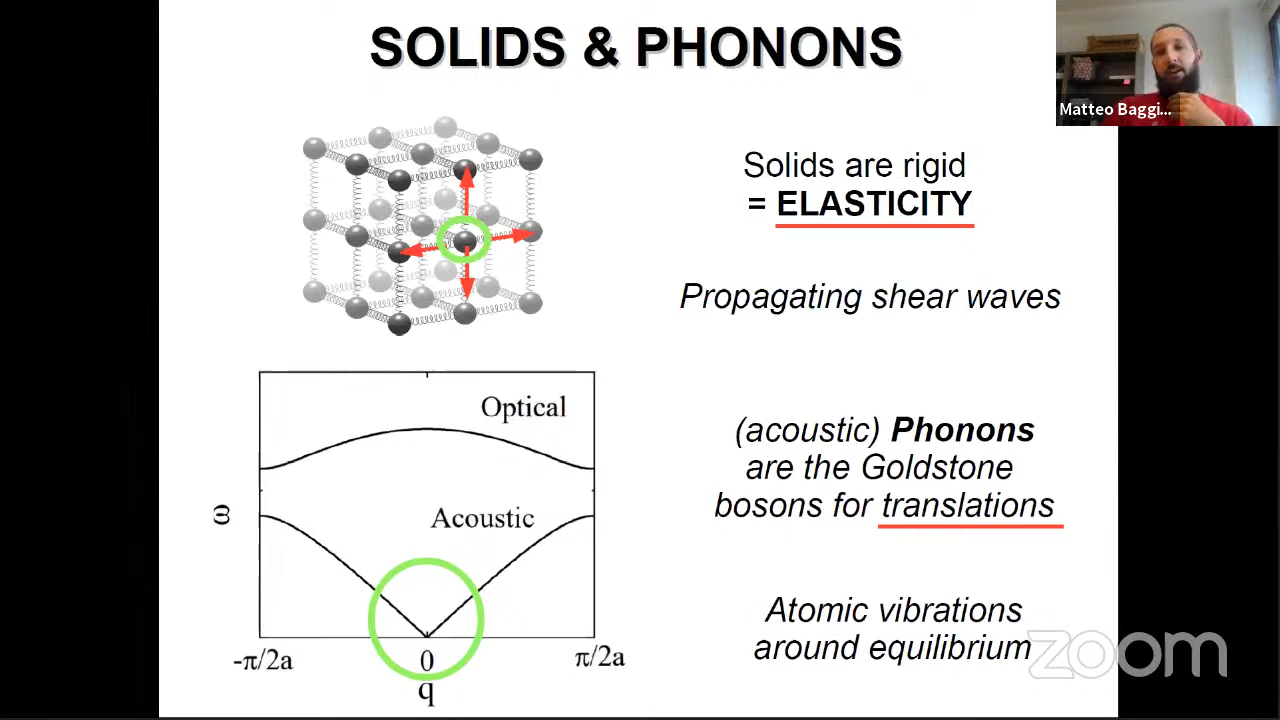 SOLIDS & PHONONS
Matteo Baggi...
Solids are rigid
= ELASTICITY
Propagating shear waves
Optical
(acoustic) Phonons
are the Goldstone
bosons for translations
ω
Acoustic
Atomic vibrations
around equilibrium
-π/2a
0
π/2a
q
zoom